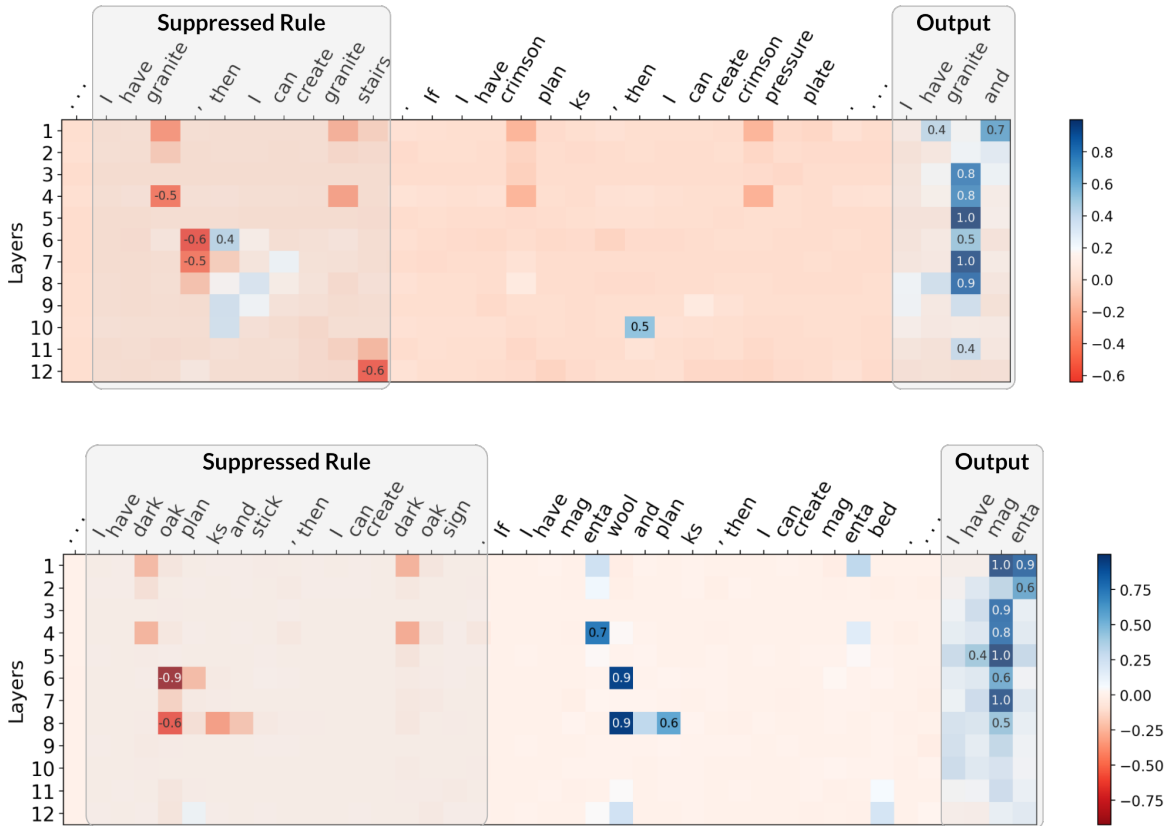 Suppressed Rule Output
. . . I have granite , then I can create granite stairs . If I have crimson plan ks , then I can create crimson pressure plate . . . . I have granite and
1 0.4 0.7
2
3 0.8
4 -0.5 0.8
5 1.0
6 -0.6 0.4 0.5
7 -0.5 1.0
8 0.9
9
10 0.5
11 0.4
12 -0.6
Layers
0.8
0.6
0.4
0.2
0.0
−0.2
−0.4
−0.6
Suppressed Rule Output
. . . I have dark oak plan ks and stick , then I can create dark oak sign . If I have mag enta wool and plan ks , then I can create mag enta bed . . . . I have mag enta
1 1.0 0.9
2 0.6
3 0.9
4 0.7 0.8
5 0.4 1.0
6 -0.9 0.9 0.6
7 1.0
8 -0.6 0.9 0.6 0.5
9
10
11
12
Layers
0.75
0.50
0.25
0.00
−0.25
−0.50
−0.75